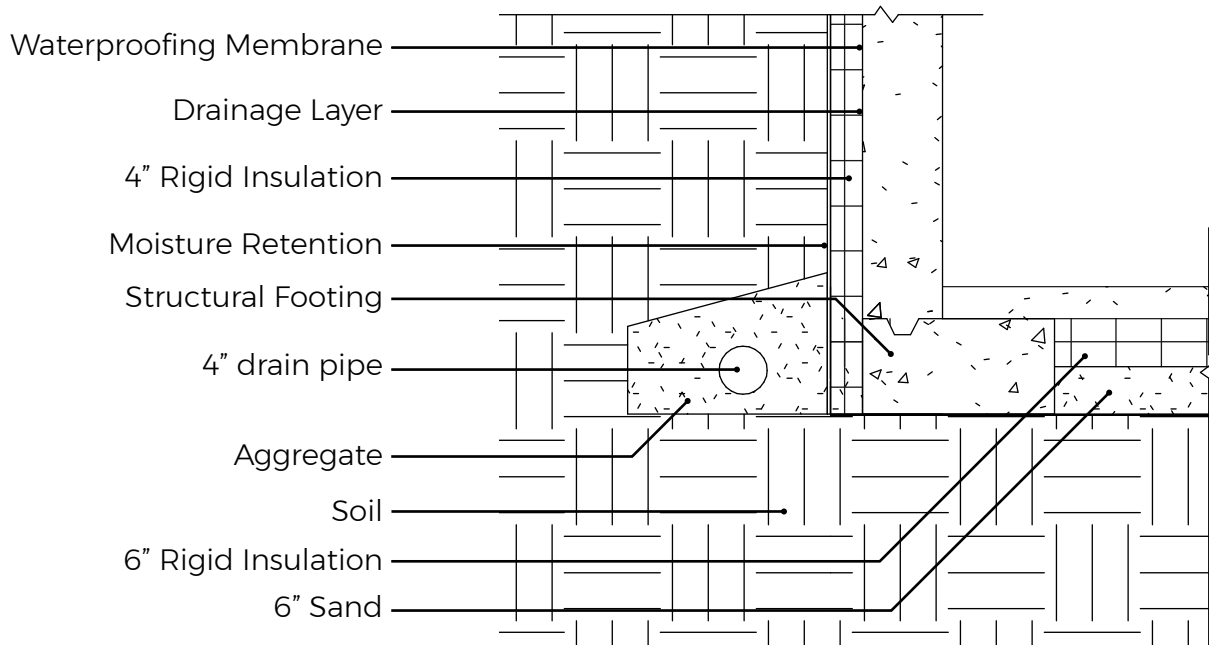 Waterproofing Membrane
Drainage Layer
4” Rigid Insulation
Moisture Retention
Structural Footing
4” drain pipe
Aggregate
Soil
6” Rigid Insulation
6” Sand